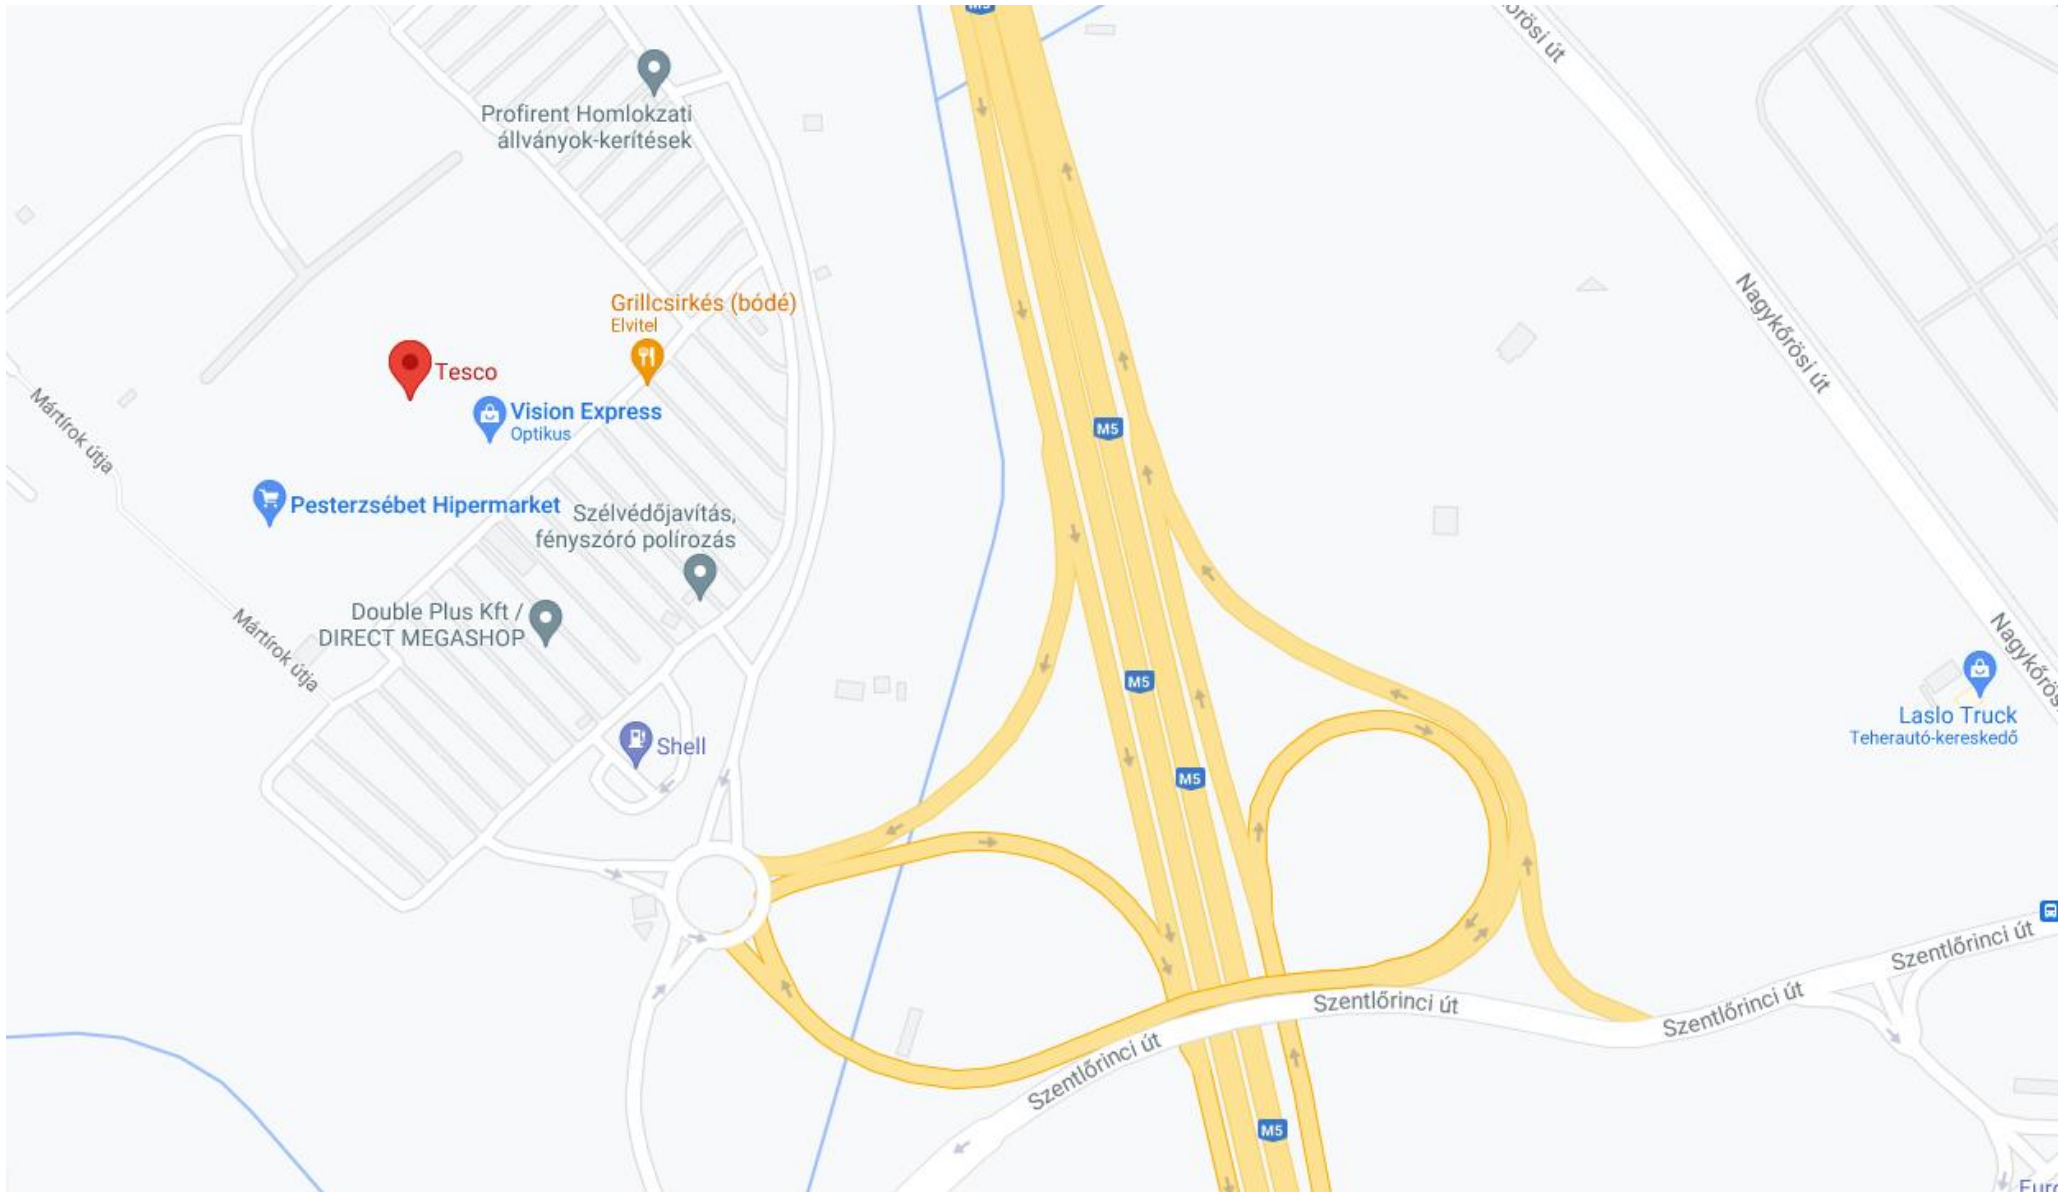 M5
Profirent Homlokzati
állványok-kerítések
Grillcsirkés (bódé)
Elvitel
Tesco
Vision Express
Optikus
Mártírok útja
Pesterzsébet Hipermarket
Szélvédőjavítás,
fényszóró polírozás
Double Plus Kft /
DIRECT MEGASHOP
Mártírok útja
Shell
M5
M5
M5
M5
Nagykőrösi út
Laslo Truck
Teherautó-kereskedő
Szentlőrinci út
Szentlőrinci út
Szentlőrinci út
Szentlőrinci út